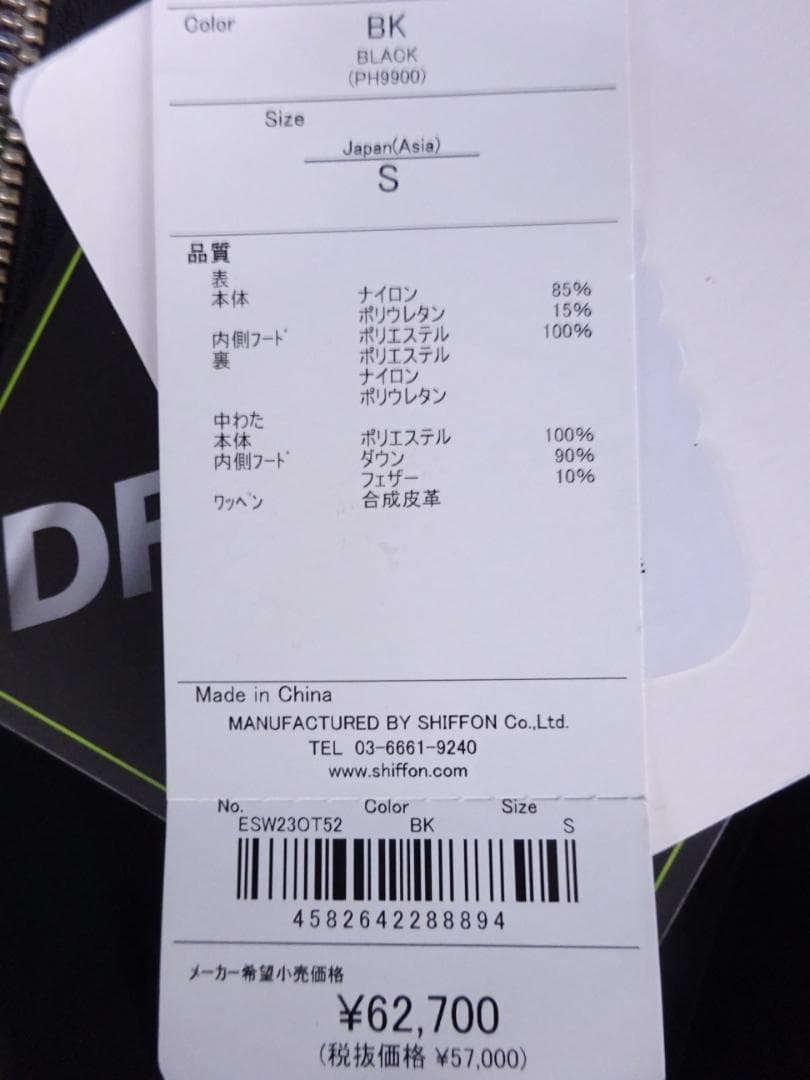 Color
BK
BLACK
(PH9900)
Size
Japan(Asia)
S
品質
表
本体 ナイロン 85%
ポリウレタン 15%
内側フード ポリエステル 100%
裏 ポリエステル
ナイロン
ポリウレタン
中わた
本体 ポリエステル 100%
内側フード ダウン 90%
フェザー 10%
ワッペン 合成皮革
DR
Made in China
MANUFACTURED BY SHIFFON Co.,Ltd.
TEL 03-6661-9240
www.shiffon.com
No. Color Size
ESW23OT52 BK S
4582642288894
メーカー希望小売価格
¥62,700
(税抜価格 ¥57,000)